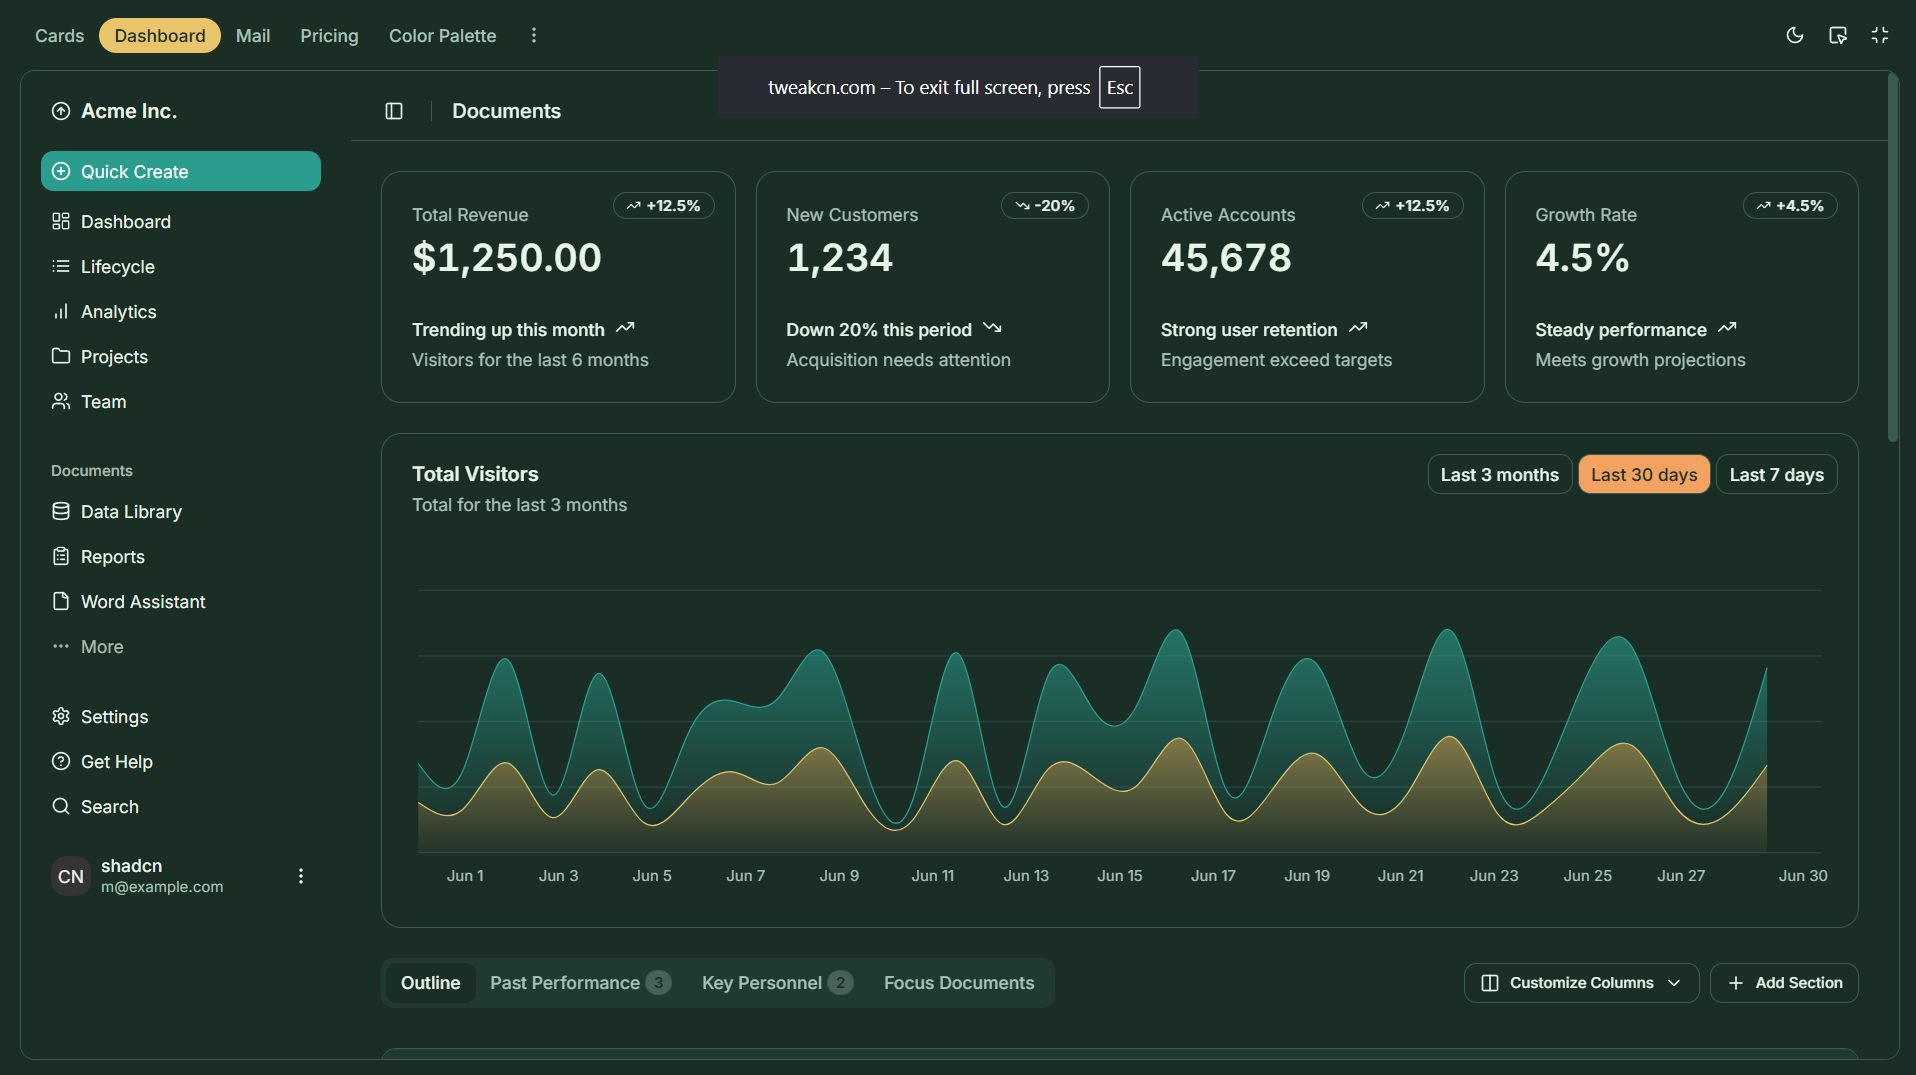 Cards Dashboard Mail Pricing Color Palette
tweakcn.com – To exit full screen, press Esc
Acme Inc.
Quick Create
Dashboard
Lifecycle
Analytics
Projects
Team
Documents
Data Library
Reports
Word Assistant
More
Settings
Get Help
Search
CN
shadcn
m@example.com
Documents
Total Revenue
+12.5%
$1,250.00
Trending up this month
Visitors for the last 6 months
New Customers
-20%
1,234
Down 20% this period
Acquisition needs attention
Active Accounts
+12.5%
45,678
Strong user retention
Engagement exceed targets
Growth Rate
+4.5%
4.5%
Steady performance
Meets growth projections
Total Visitors
Total for the last 3 months
Last 3 months Last 30 days Last 7 days
Jun 1 Jun 3 Jun 5 Jun 7 Jun 9 Jun 11 Jun 13 Jun 15 Jun 17 Jun 19 Jun 21 Jun 23 Jun 25 Jun 27 Jun 30
Outline Past Performance 3 Key Personnel 2 Focus Documents
Customize Columns Add Section